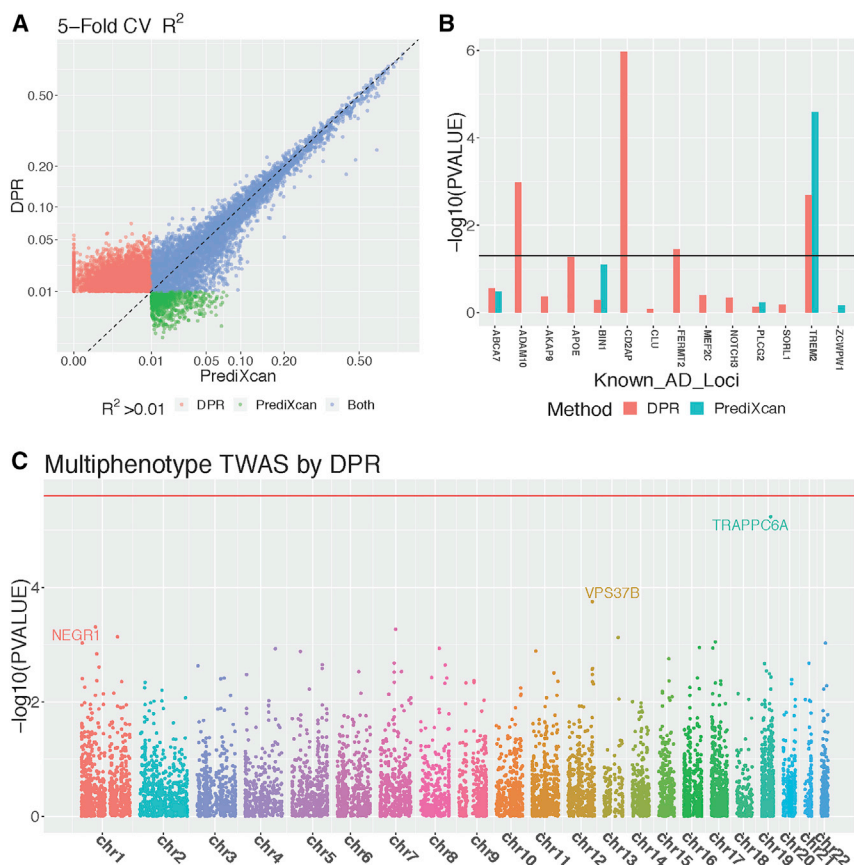 A
5−Fold CV R²
DPR
0.50
0.20
0.10
0.05
0.01
0.00 0.01 0.05 0.10 0.20 0.50
PrediXcan
R² >0.01 DPR PrediXcan Both
B
−log10(PVALUE)
6
4
2
0
ABCA7
ADAM10
AKAP9
APOE
BIN1
CD2AP
CLU
FERMT2
MEF2C
NOTCH3
PLCG2
SORL1
TREM2
ZCWPW1
Known_AD_Loci
Method DPR PrediXcan
C
Multiphenotype TWAS by DPR
−log10(PVALUE)
4
2
0
TRAPPC6A
VPS37B
NEGR1
chr1
chr2
chr3
chr4
chr5
chr6
chr7
chr8
chr9
chr10
chr11
chr12
chr13
chr14
chr15
chr16
chr17
chr18
chr19
chr20
chr21
chr22